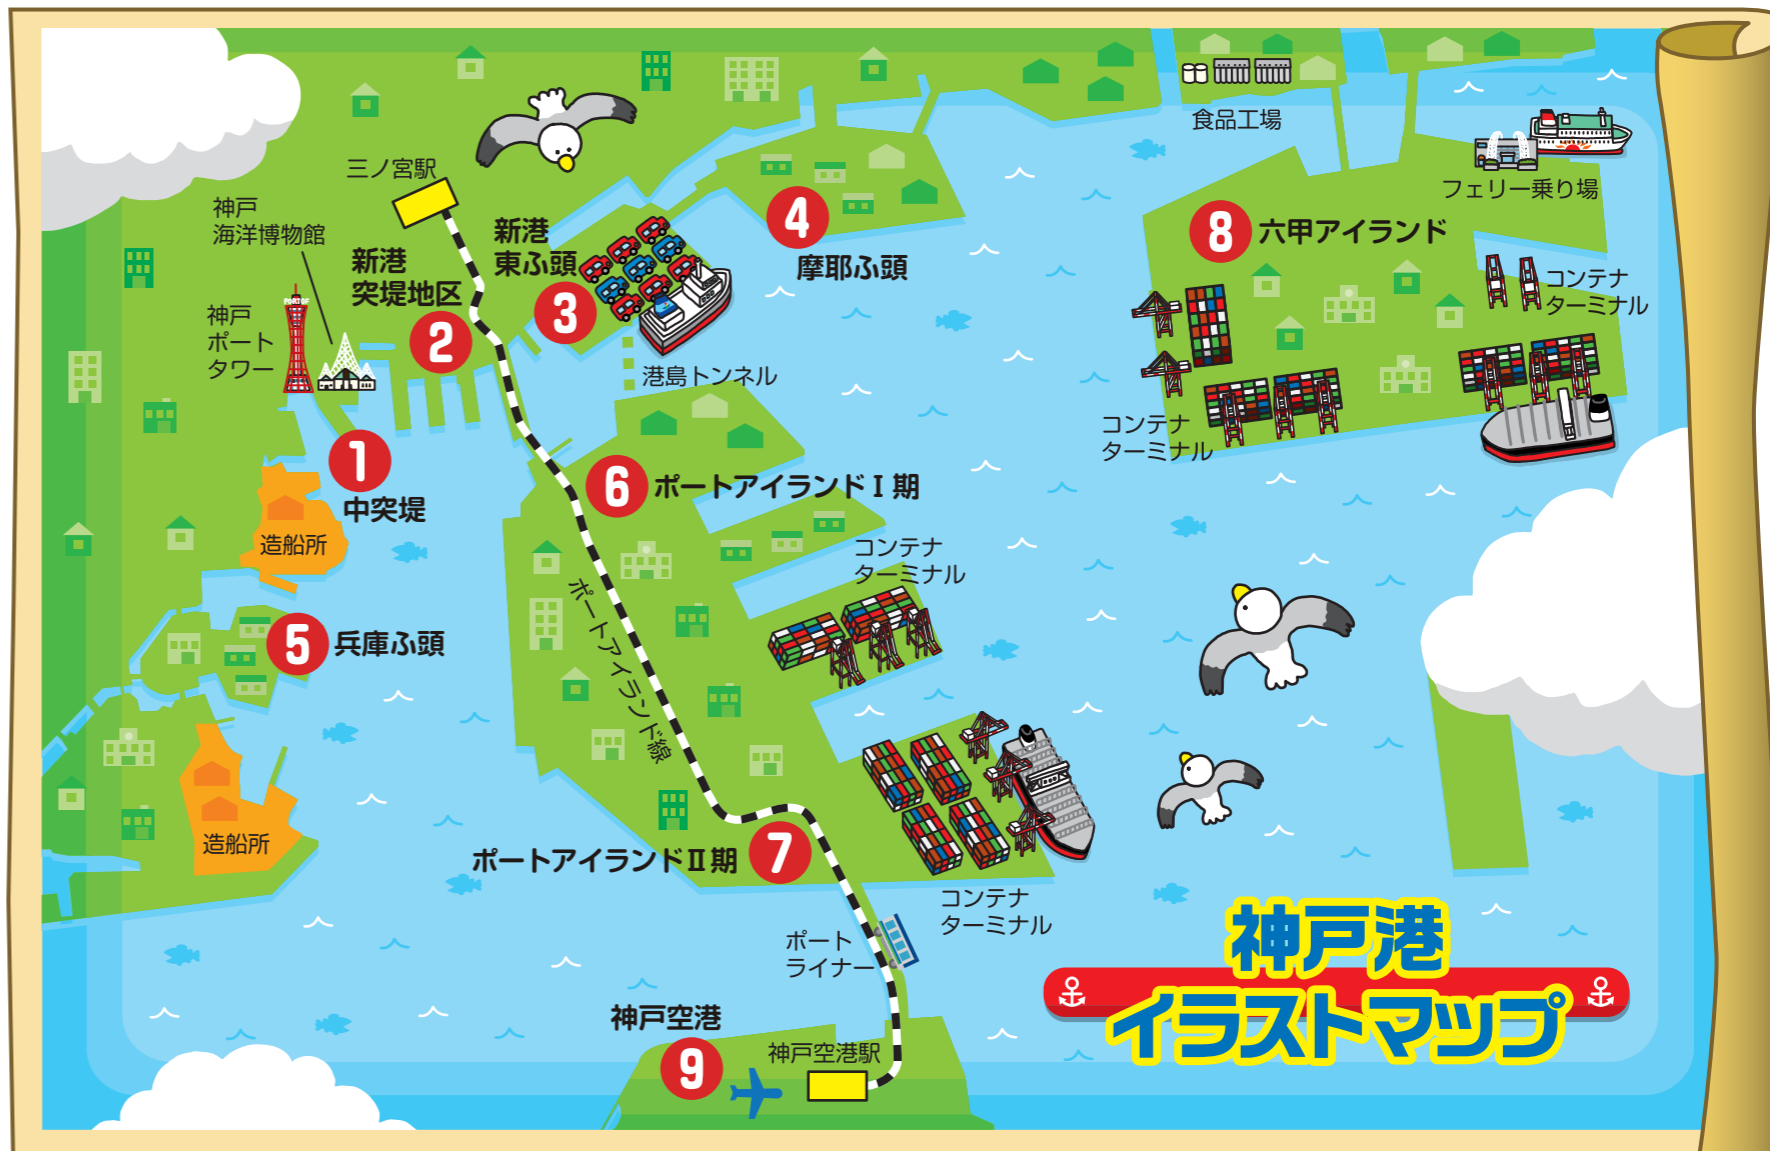 食品工場
三ノ宮駅
フェリー乗り場
神戸
海洋博物館
新港
東ふ頭
3
4
摩耶ふ頭
8
六甲アイランド
新港
突堤地区
2
コンテナ
ターミナル
PORTOF
神戸
ポート
タワー
港島トンネル
コンテナ
ターミナル
1
中突堤
6
ポートアイランドⅠ期
造船所
コンテナ
ターミナル
5
兵庫ふ頭
ポートアイランド線
造船所
ポートアイランドⅡ期
7
コンテナ
ターミナル
ポート
ライナー
神戸港
イラストマップ
神戸空港
9
神戸空港駅